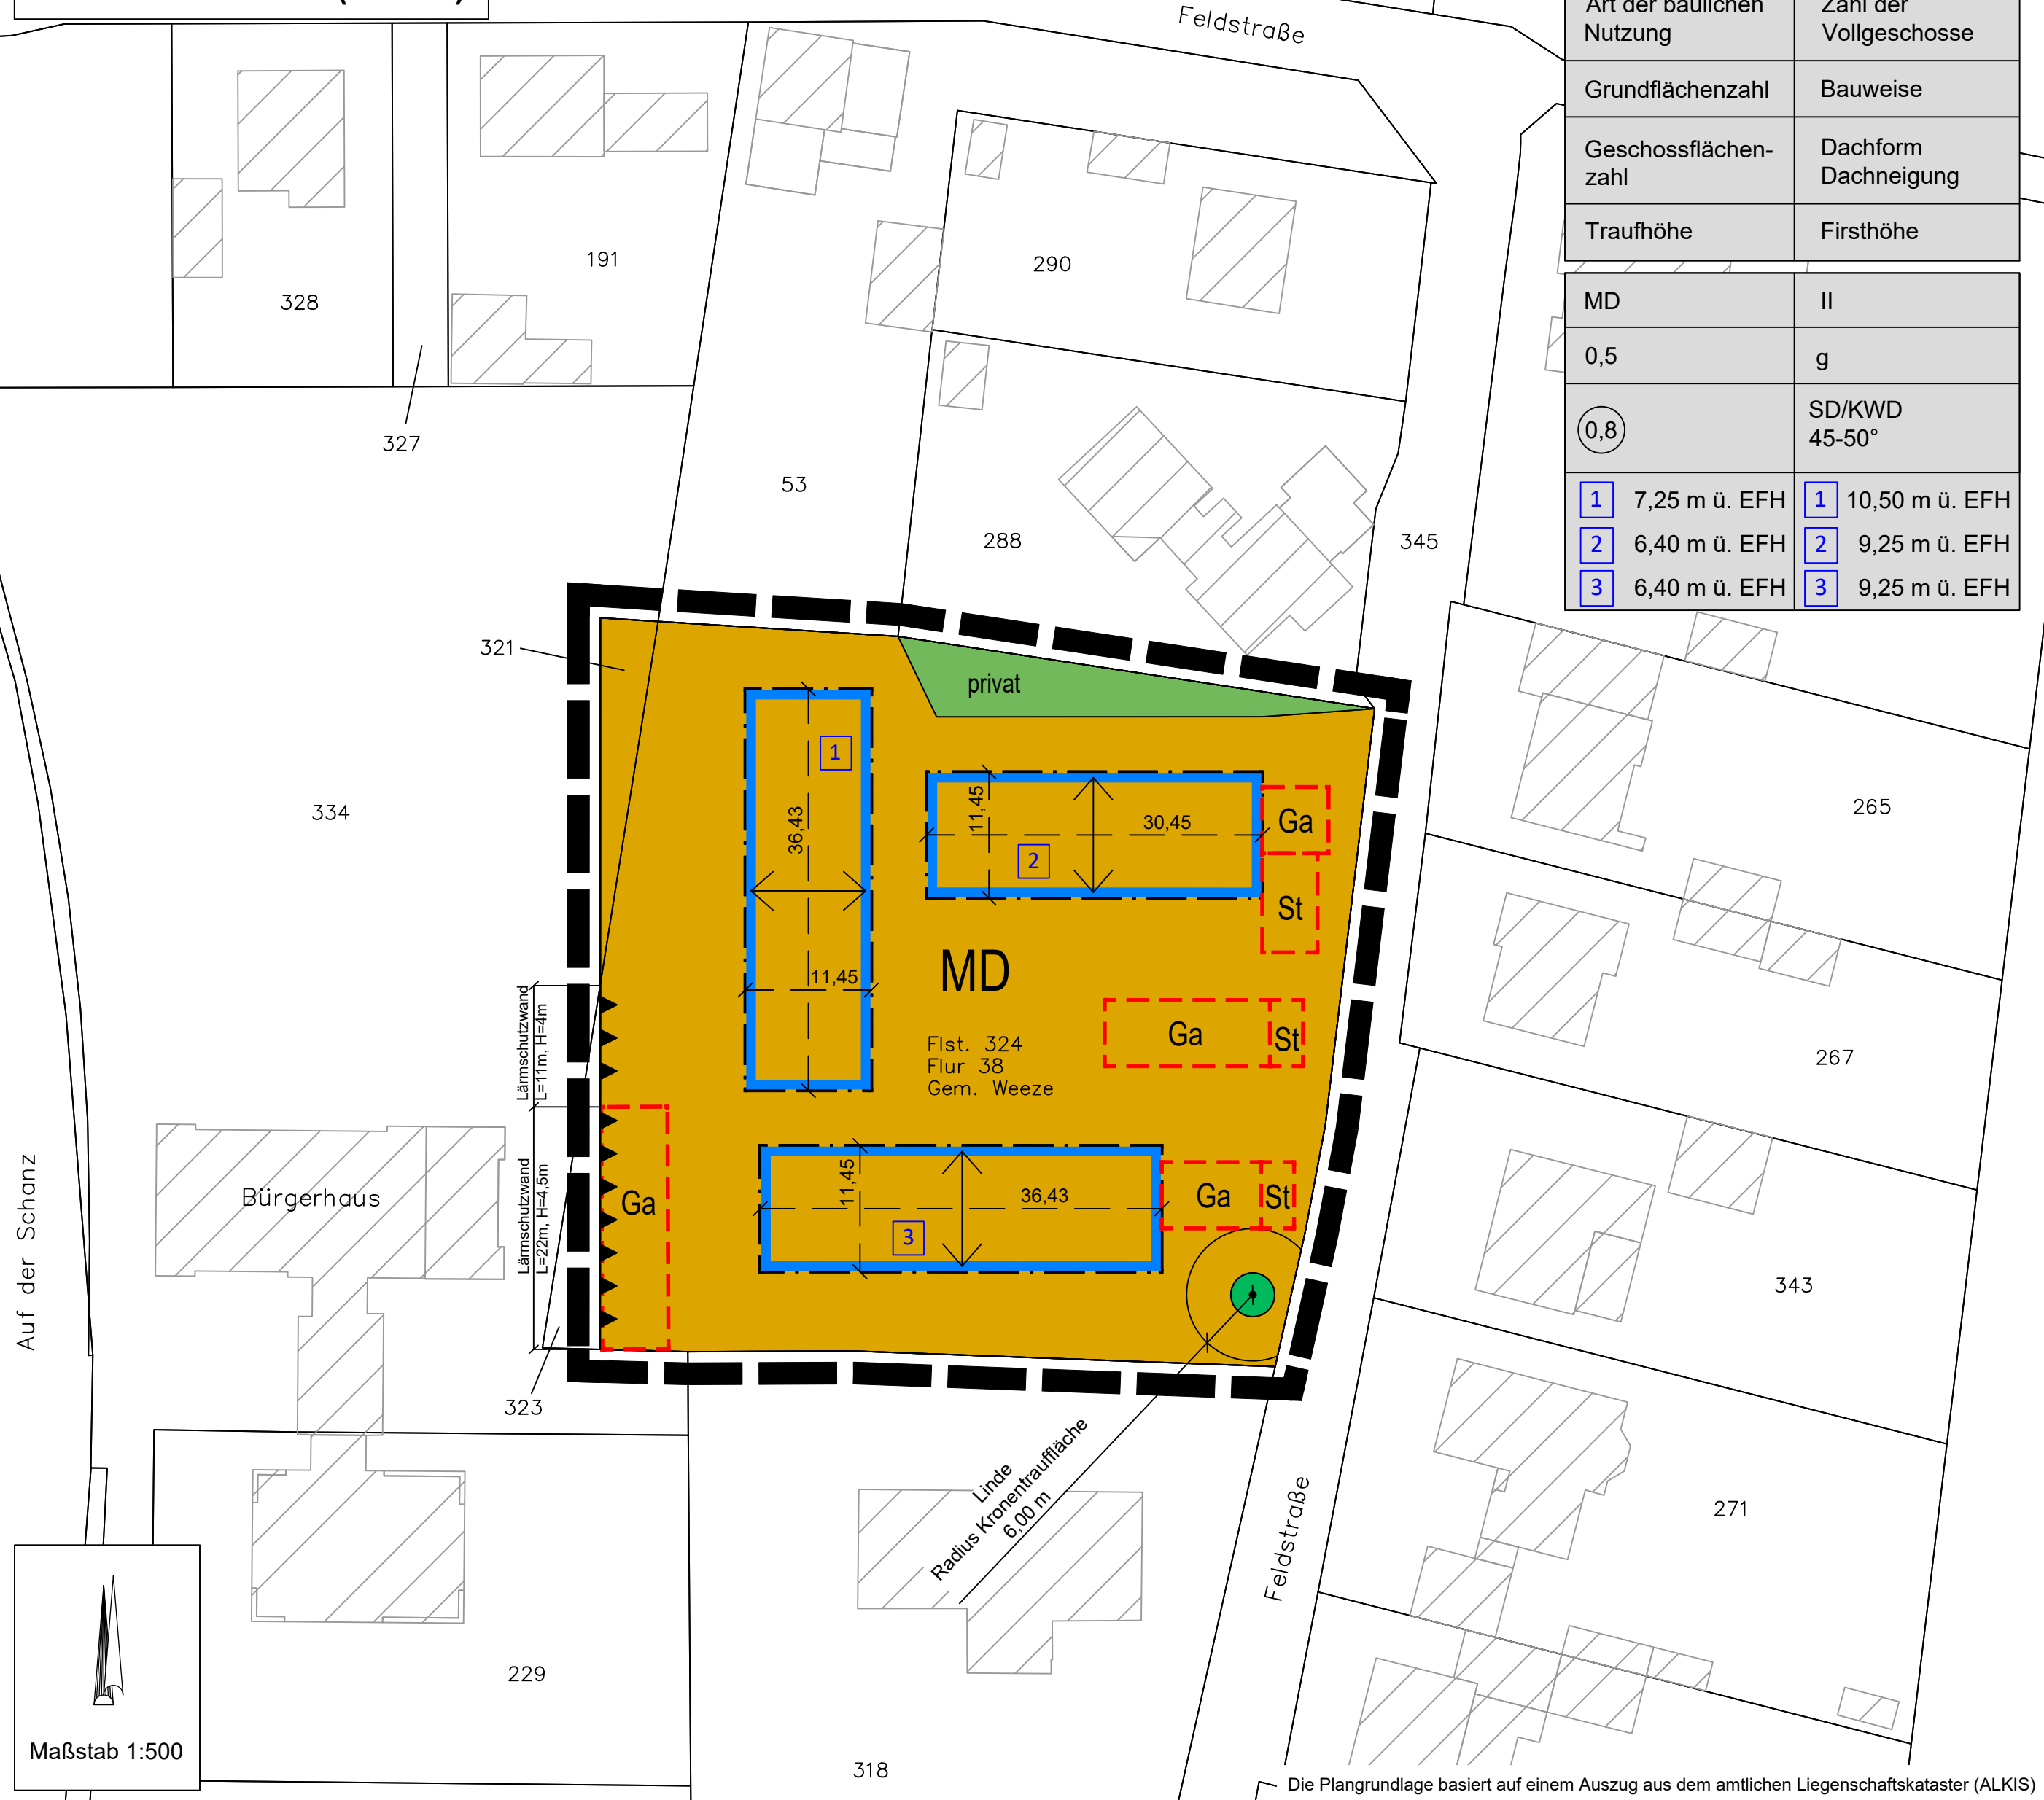 Feldstraße
Art der baulichen
Nutzung
Zahl der
Vollgeschosse
Grundflächenzahl
Bauweise
Geschossflächen-
zahl
Dachform
Dachneigung
Traufhöhe
Firsthöhe
MD
II
0,5
g
0,8
SD/KWD
45-50°
1 7,25 m ü. EFH
1 10,50 m ü. EFH
2 6,40 m ü. EFH
2 9,25 m ü. EFH
3 6,40 m ü. EFH
3 9,25 m ü. EFH
191
290
328
327
53
288
345
321
privat
334
265
1
36,43
11,45
11,45
30,45
2
Ga
St
MD
Flst. 324
Flur 38
Gem. Weeze
Ga
St
267
Lärmschutzwand
L=11m, H=4m
Lärmschutzwand
L=22m, H=4,5m
Ga
11,45
36,43
3
Ga
St
Bürgerhaus
Auf der Schanz
343
323
Linde
Radius Kronentrauffläche
6,00 m
Feldstraße
271
229
318
Maßstab 1:500
Die Plangrundlage basiert auf einem Auszug aus dem amtlichen Liegenschaftskataster (ALKIS)